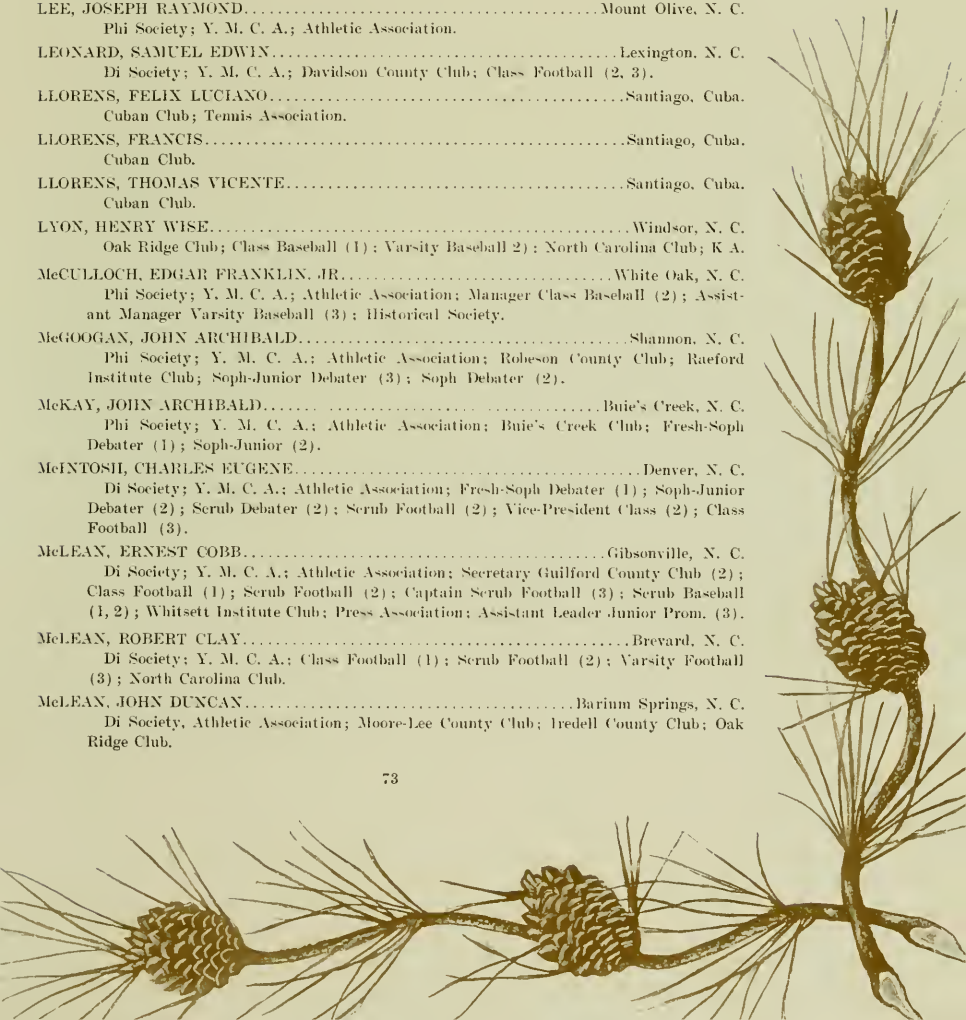 LEE, JOSEPH RAYMOND............................................Mount Olive, N. C.
Phi Society; Y. M. C. A.; Athletic Association.
LEONARD, SAMUEL EDWIN............................................Lexington, N. C.
Di Society; Y. M. C. A.; Davidson County Club; Class Football (2, 3).
LLORENS, FELIX LUCIANO............................................Santiago, Cuba.
Cuban Club; Tennis Association.
LLORENS, FRANCIS............................................Santiago, Cuba.
Cuban Club.
LLORENS, THOMAS VICENTE............................................Santiago, Cuba.
Cuban Club.
LYON, HENRY WISE............................................Windsor, N. C.
Oak Ridge Club; Class Baseball (1); Varsity Baseball 2); North Carolina Club; K A.
McCULLOCH, EDGAR FRANKLIN, JR............................................White Oak, N. C.
Phi Society; Y. M. C. A.; Athletic Association; Manager Class Baseball (2); Assist-
ant Manager Varsity Baseball (3); Historical Society.
McGOOGAN, JOHN ARCHIBALD............................................Shannon, N. C.
Phi Society; Y. M. C. A.; Athletic Association; Robeson County Club; Raeford
Institute Club; Soph-Junior Debater (3); Soph Debater (2).
McKAY, JOHN ARCHIBALD............................................Buie's Creek, N. C.
Phi Society; Y. M. C. A.; Athletic Association; Buie's Creek Club; Fresh-Soph
Debater (1); Soph-Junior (2).
McINTOSH, CHARLES EUGENE............................................Denver, N. C.
Di Society; Y. M. C. A.; Athletic Association; Fresh-Soph Debater (1); Soph-Junior
Debater (2); Scrub Debater (2); Scrub Football (2); Vice-President Class (2); Class
Football (3).
McLEAN, ERNEST COBB............................................Gibsonville, N. C.
Di Society; Y. M. C. A.; Athletic Association; Secretary Guilford County Club (2);
Class Football (1); Scrub Football (2); Captain Scrub Football (3); Scrub Baseball
(1, 2); Whitsett Institute Club; Press Association; Assistant Leader Junior Prom. (3).
McLEAN, ROBERT CLAY............................................Brevard, N. C.
Di Society; Y. M. C. A.; Class Football (1); Scrub Football (2); Varsity Football
(3); North Carolina Club.
McLEAN, JOHN DUNCAN............................................Barium Springs, N. C.
Di Society, Athletic Association; Moore-Lee County Club; Iredell County Club; Oak
Ridge Club.
73